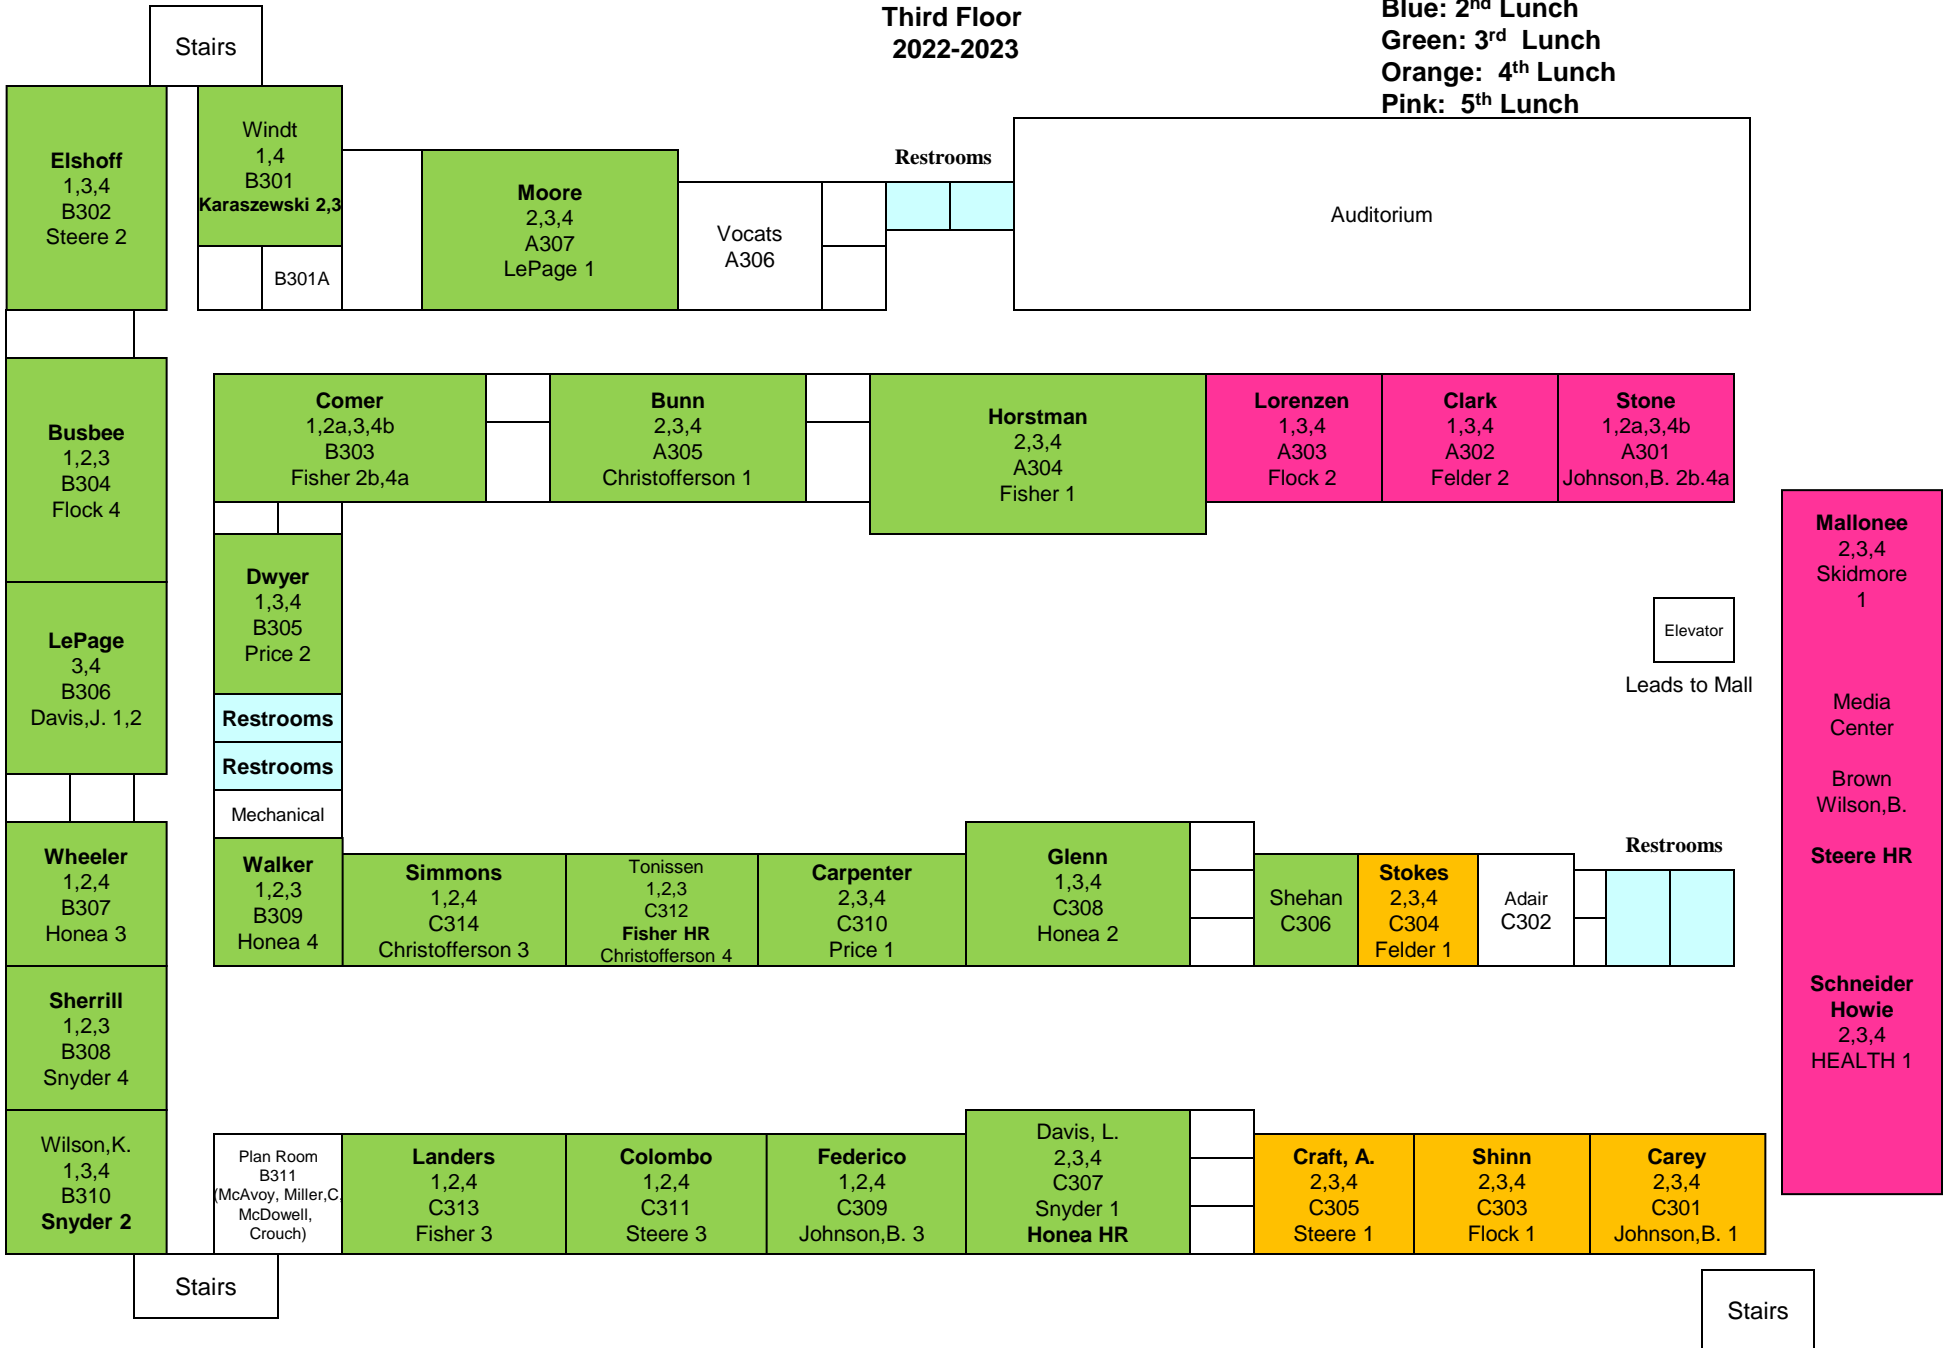 Third Floor
2022-2023
Blue: 2nd Lunch
Green: 3rd Lunch
Orange: 4th Lunch
Pink: 5th Lunch
Stairs
Elshoff
1,3,4
B302
Steere 2
Windt
1,4
B301
Karaszewski 2,3
B301A
Moore
2,3,4
A307
LePage 1
Vocats
A306
Restrooms
Auditorium
Busbee
1,2,3
B304
Flock 4
Comer
1,2a,3,4b
B303
Fisher 2b,4a
Bunn
2,3,4
A305
Christofferson 1
Horstman
2,3,4
A304
Fisher 1
Lorenzen
1,3,4
A303
Flock 2
Clark
1,3,4
A302
Felder 2
Stone
1,2a,3,4b
A301
Johnson,B. 2b.4a
Mallonee
2,3,4
Skidmore
1
Media
Center
Brown
Wilson,B.
Steere HR
Schneider
Howie
2,3,4
HEALTH 1
LePage
3,4
B306
Davis,J. 1,2
Dwyer
1,3,4
B305
Price 2
Restrooms
Restrooms
Mechanical
Elevator
Leads to Mall
Wheeler
1,2,4
B307
Honea 3
Walker
1,2,3
B309
Honea 4
Simmons
1,2,4
C314
Christofferson 3
Tonissen
1,2,3
C312
Fisher HR
Christofferson 4
Carpenter
2,3,4
C310
Price 1
Glenn
1,3,4
C308
Honea 2
Shehan
C306
Stokes
2,3,4
C304
Felder 1
Adair
C302
Restrooms
Sherrill
1,2,3
B308
Snyder 4
Wilson,K.
1,3,4
B310
Snyder 2
Plan Room
B311
(McAvoy, Miller,C,
McDowell,
Crouch)
Landers
1,2,4
C313
Fisher 3
Colombo
1,2,4
C311
Steere 3
Federico
1,2,4
C309
Johnson,B. 3
Davis, L.
2,3,4
C307
Snyder 1
Honea HR
Craft, A.
2,3,4
C305
Steere 1
Shinn
2,3,4
C303
Flock 1
Carey
2,3,4
C301
Johnson,B. 1
Stairs
Stairs